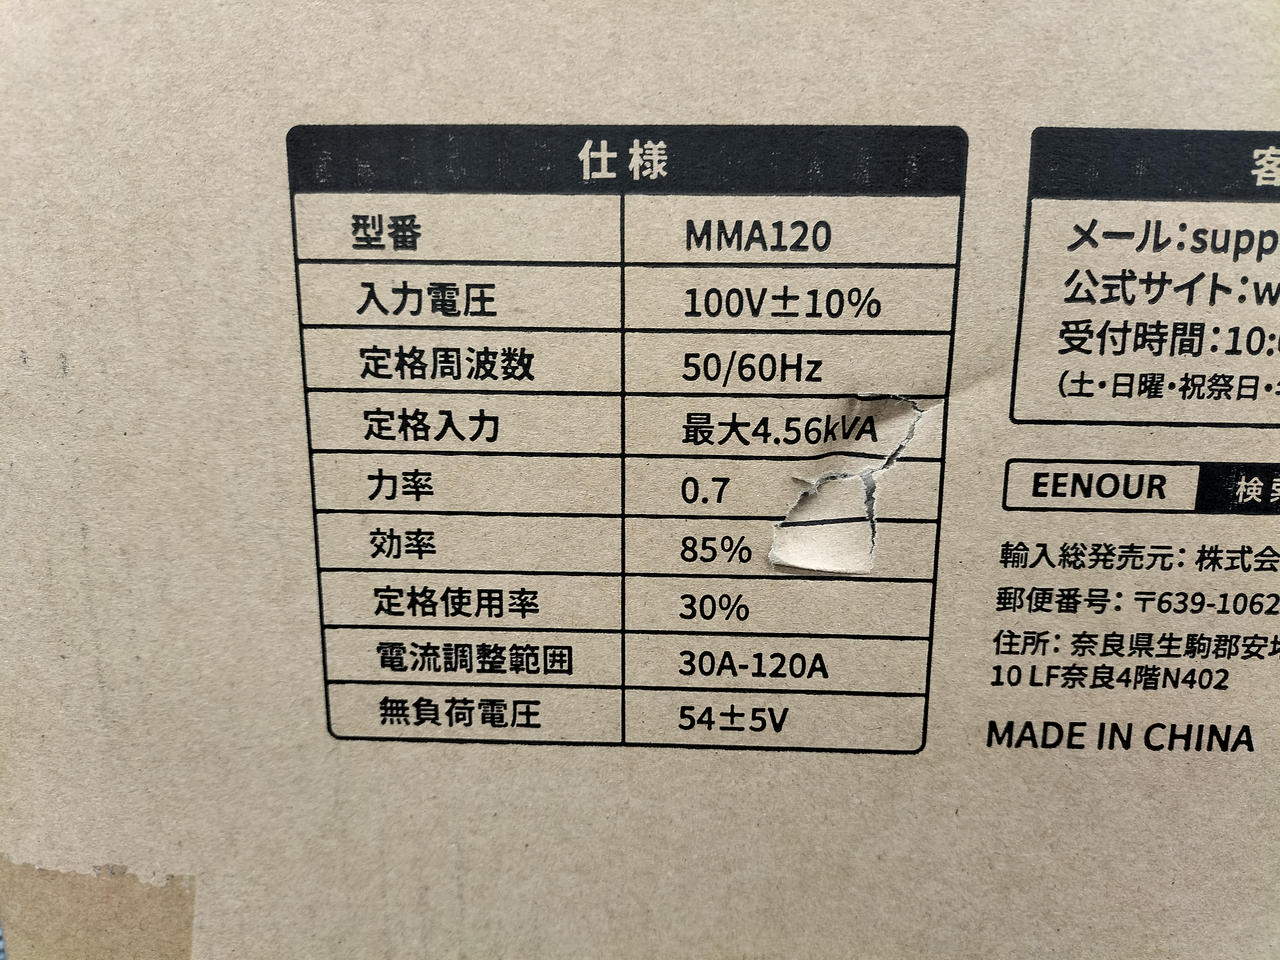 仕様
型番 MMA120
入力電圧 100V±10%
定格周波数 50/60Hz
定格入力 最大4.56kVA
力率 0.7
効率 85%
定格使用率 30%
電流調整範囲 30A-120A
無負荷電圧 54±5V
客
メール：supp
公式サイト：w
受付時間：10:
(土・日曜・祝祭日・
EENOUR 検索
輸入総発売元：株式会
郵便番号：〒639-1062
住所：奈良県生駒郡安
10 LF奈良4階N402
MADE IN CHINA